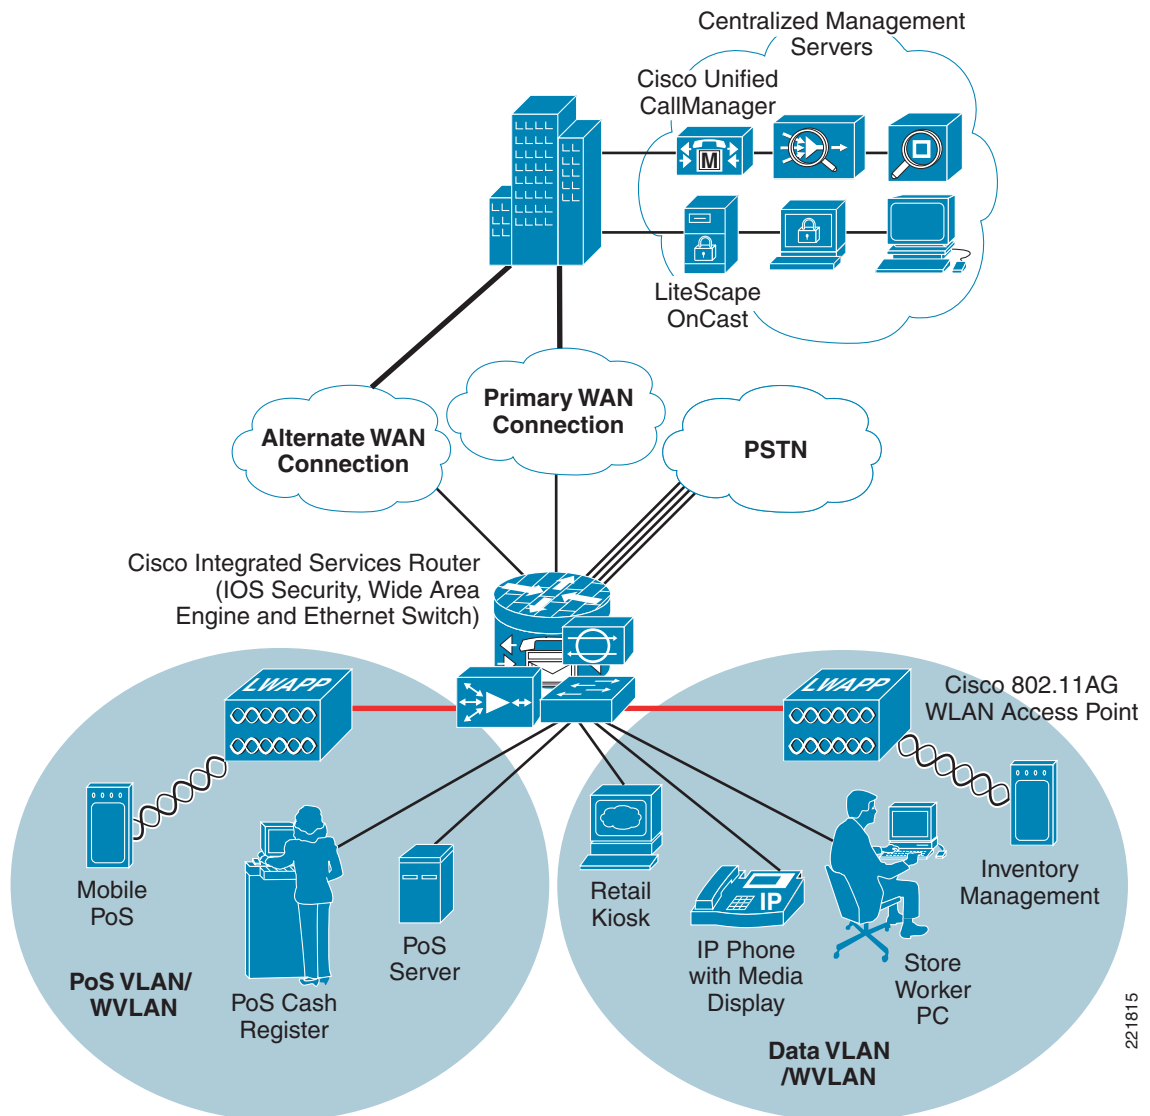 Centralized Management
Servers
Cisco Unified
CallManager
M
LiteScape
OnCast
Primary WAN
Connection
Alternate WAN
Connection
PSTN
Cisco Integrated Services Router
(IOS Security, Wide Area
Engine and Ethernet Switch)
LWAPP
LWAPP
Cisco 802.11AG
WLAN Access Point
Mobile
PoS
PoS VLAN/
WVLAN
PoS Cash
Register
PoS
Server
Retail
Kiosk
IP
IP Phone
with Media
Display
Store
Worker
PC
Inventory
Management
Data VLAN
/WVLAN
221815